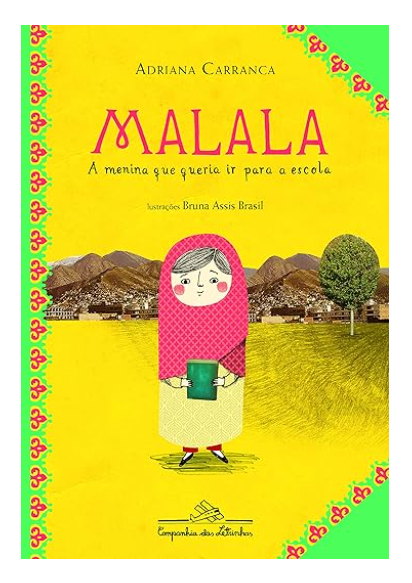 ADRIANA CARRANCA
MALALA
A menina que queria ir para a escola
Ilustrações Bruna Assis Brasil
Companhia das Letrinhas